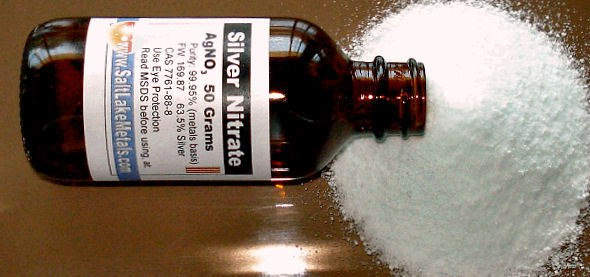 Silver Nitrate
AgNO₃ 50 Grams
Purity: 99.95% (metals basis)
FW 169.87 63.5% Silver
CAS 7761-88-8
Use Eye Protection
Read MSDS before using, at:
www.SaltLakeMetals.com